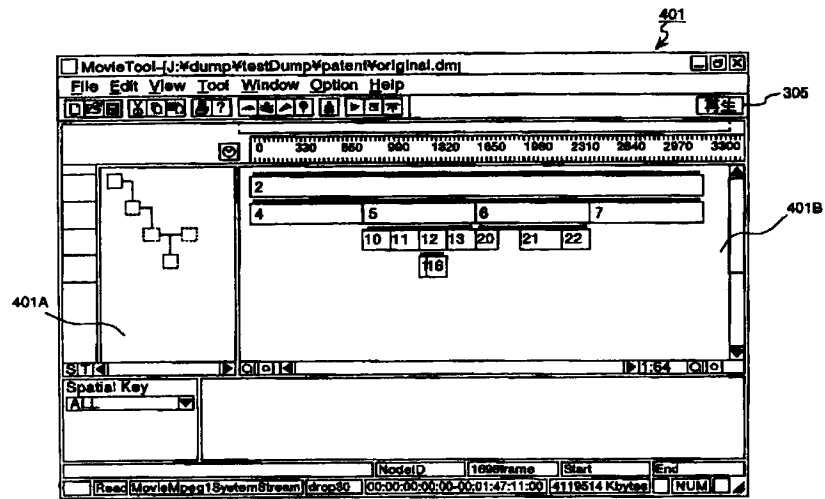 401
MovieTool-[J:¥dump¥testDump¥patent¥original.dm
File Edit View Tool Window Option Help
?
再生
305
0 330 660 990 1320 1650 1980 2310 2640 2970 3300
2
4 5 6 7
10 11 12 13 20 21 22
401B
401A
S T
1:64
Spatial Key
ALL
NodeID
Start
End
Read MovieMpeg1SystemStream drop30 00:00:00:00:00-00:01:47:11:00 4119514 Kbytes NUM